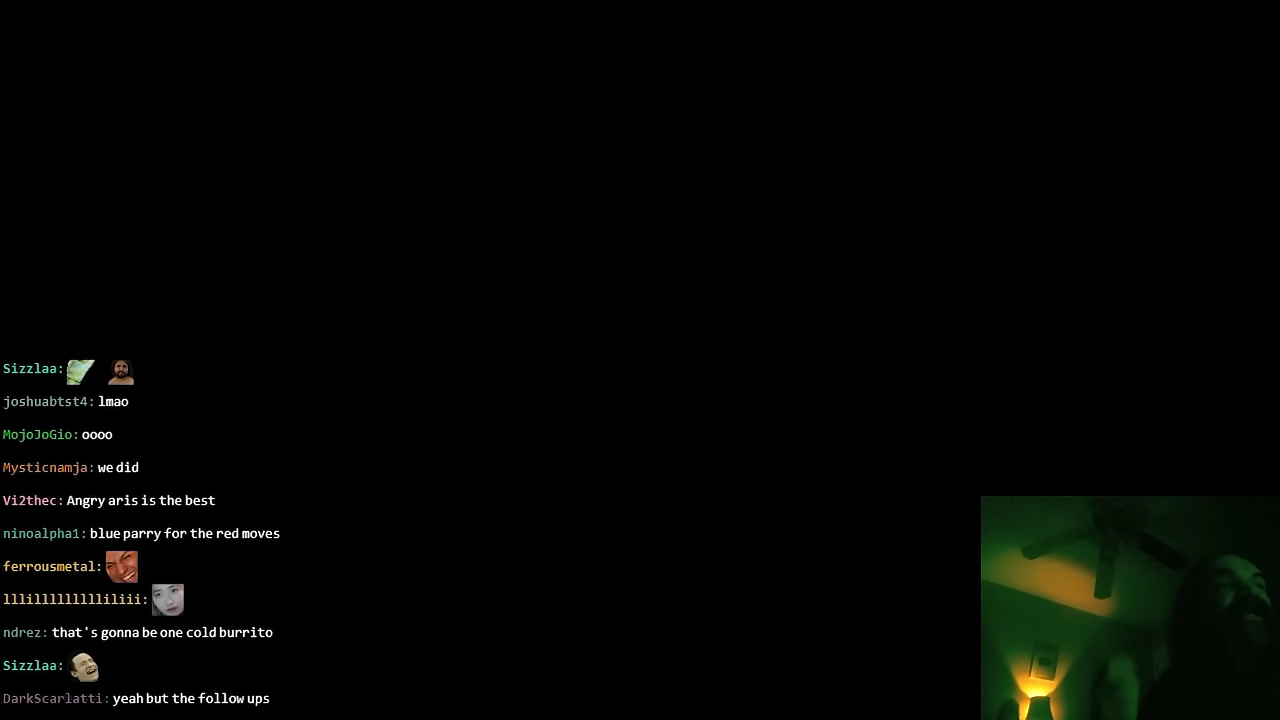 Sizzlaa:
joshuabtst4: lmao
MojoJoGio: oooo
Mysticnamja: we did
Vi2thec: Angry aris is the best
ninoalpha1: blue parry for the red moves
ferrousmetal:
lllillllllllliliii:
ndrez: that's gonna be one cold burrito
Sizzlaa:
DarkScarlatti: yeah but the follow ups